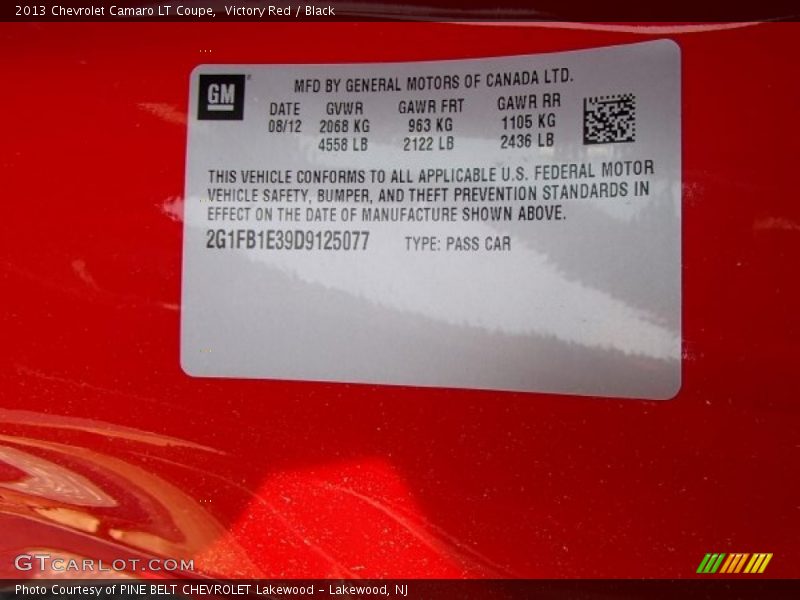 2013 Chevrolet Camaro LT Coupe,  Victory Red / Black
GM
MFD BY GENERAL MOTORS OF CANADA LTD.
DATE GVWR GAWR FRT GAWR RR
08/12 2068 KG 963 KG 1105 KG
4558 LB 2122 LB 2436 LB
THIS VEHICLE CONFORMS TO ALL APPLICABLE U.S. FEDERAL MOTOR
VEHICLE SAFETY, BUMPER, AND THEFT PREVENTION STANDARDS IN
EFFECT ON THE DATE OF MANUFACTURE SHOWN ABOVE.
2G1FB1E39D9125077 TYPE: PASS CAR
GTCARLOT.COM
Photo Courtesy of PINE BELT CHEVROLET Lakewood - Lakewood, NJ